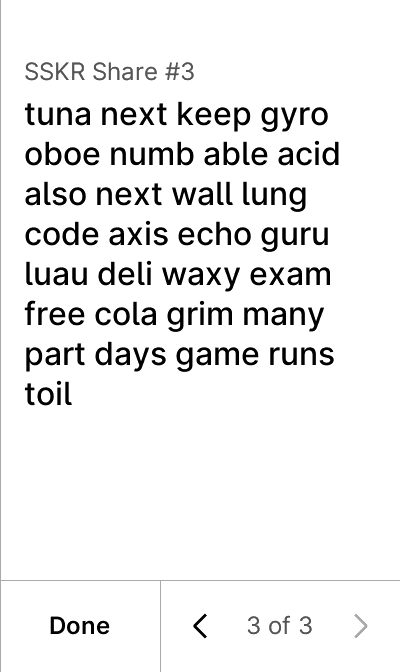 SSKR Share #3
tuna next keep gyro
oboe numb able acid
also next wall lung
code axis echo guru
luau deli waxy exam
free cola grim many
part days game runs
toil
Done
3 of 3